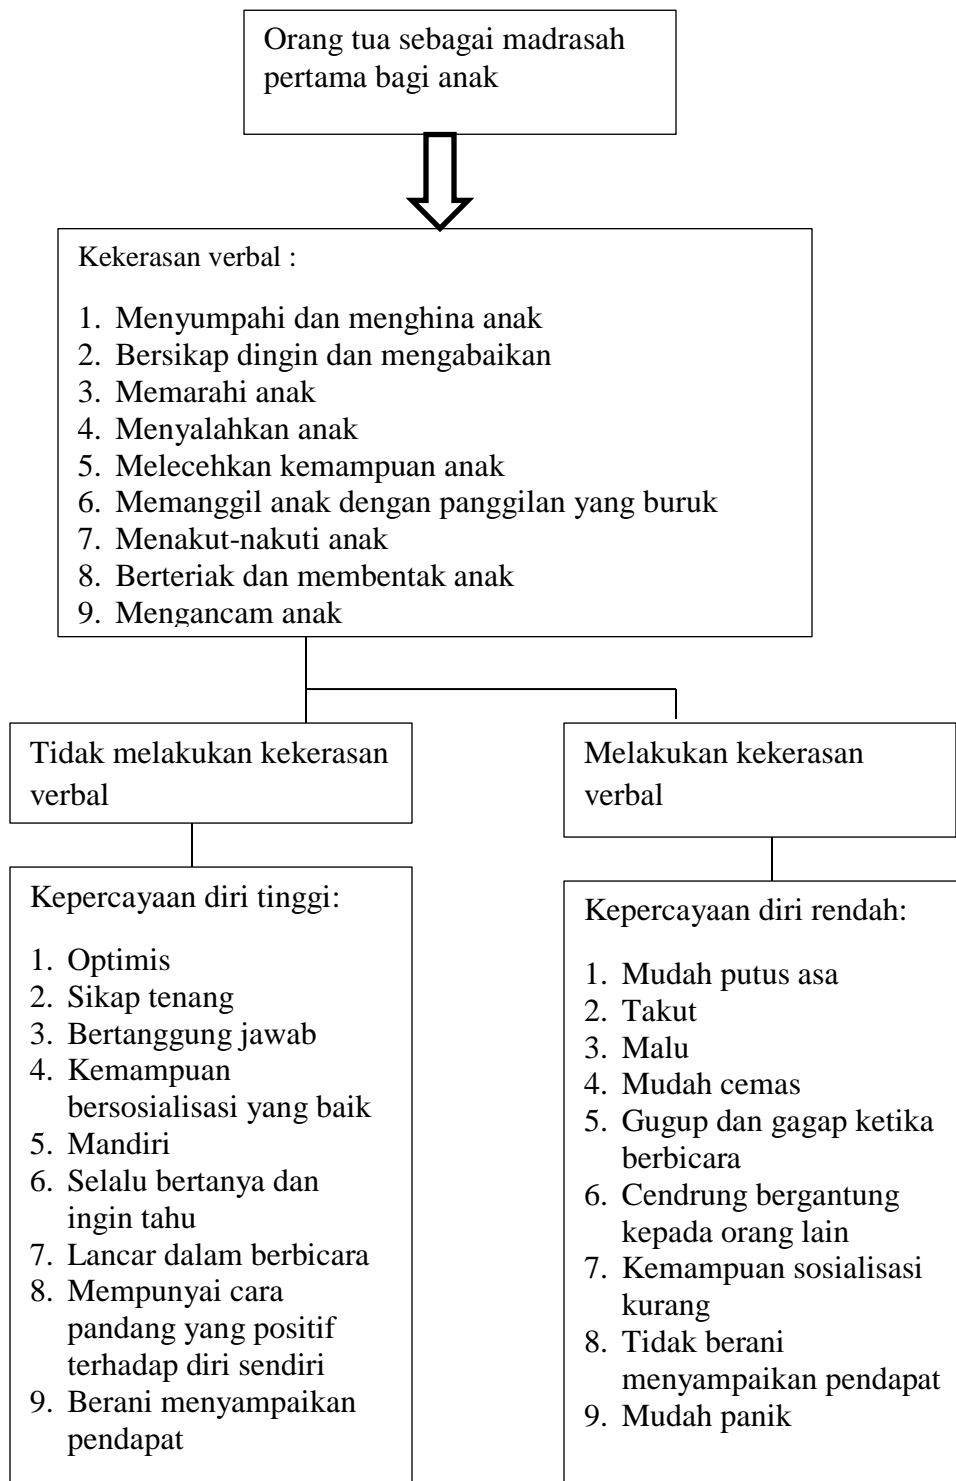 Orang tua sebagai madrasah
pertama bagi anak
Kekerasan verbal :
1. Menyumpahi dan menghina anak
2. Bersikap dingin dan mengabaikan
3. Memarahi anak
4. Menyalahkan anak
5. Melecehkan kemampuan anak
6. Memanggil anak dengan panggilan yang buruk
7. Menakut-nakuti anak
8. Berteriak dan membentak anak
9. Mengancam anak
Tidak melakukan kekerasan
verbal
Melakukan kekerasan
verbal
Kepercayaan diri tinggi:
1. Optimis
2. Sikap tenang
3. Bertanggung jawab
4. Kemampuan
bersosialisasi yang baik
5. Mandiri
6. Selalu bertanya dan
ingin tahu
7. Lancar dalam berbicara
8. Mempunyai cara
pandang yang positif
terhadap diri sendiri
9. Berani menyampaikan
pendapat
Kepercayaan diri rendah:
1. Mudah putus asa
2. Takut
3. Malu
4. Mudah cemas
5. Gugup dan gagap ketika
berbicara
6. Cendrung bergantung
kepada orang lain
7. Kemampuan sosialisasi
kurang
8. Tidak berani
menyampaikan pendapat
9. Mudah panik